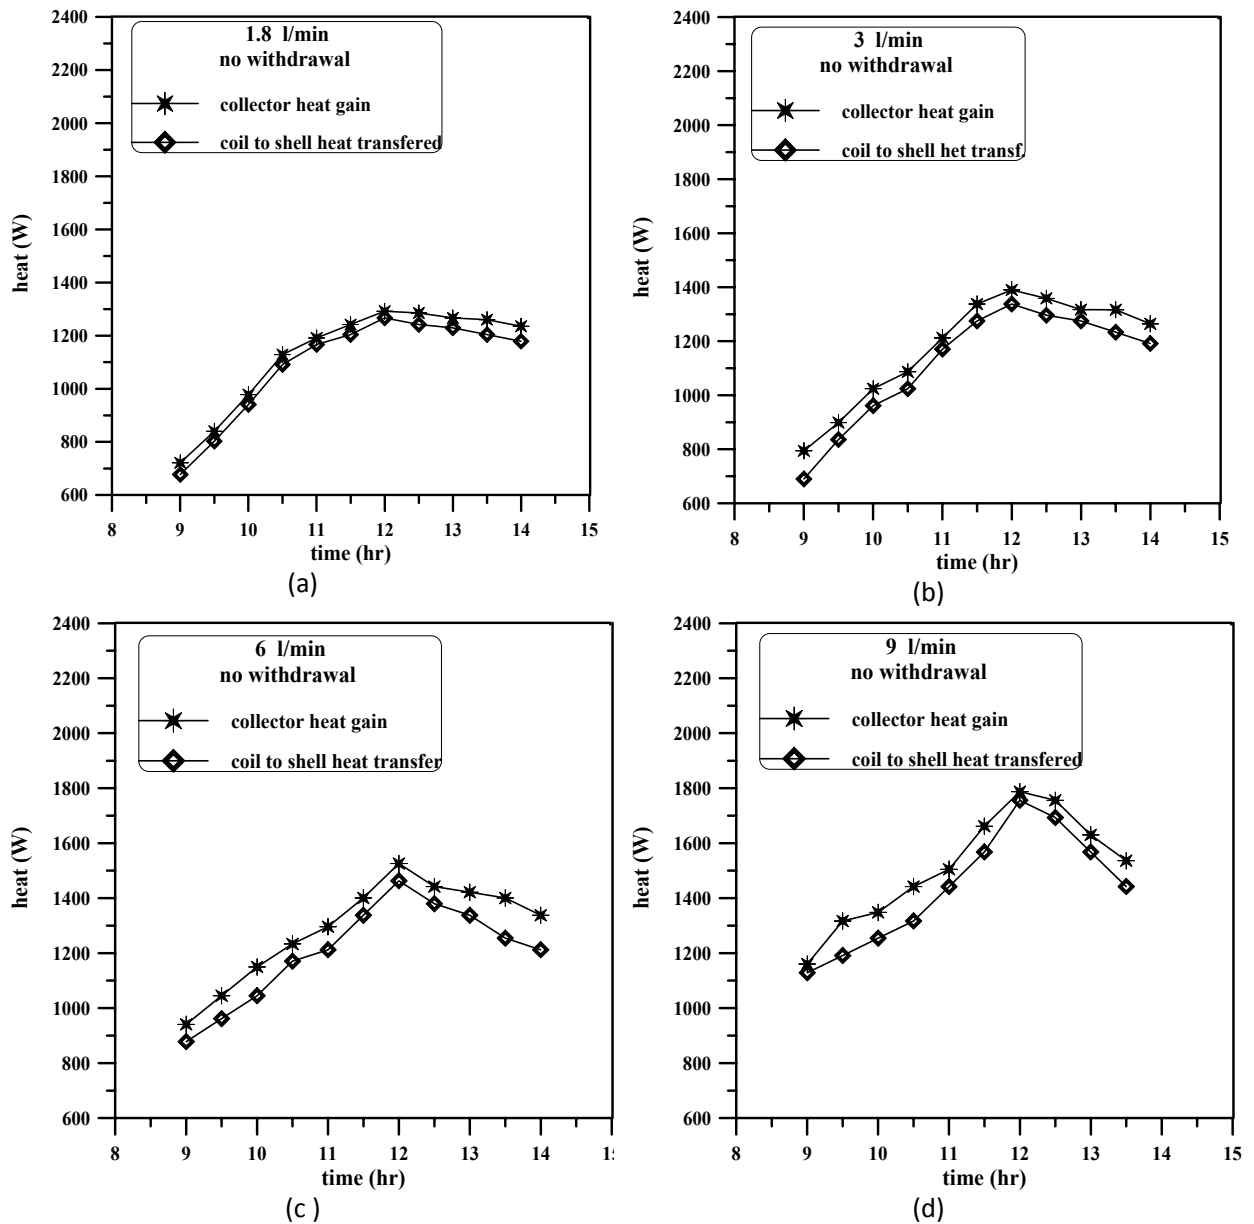 2400
2200
2000
1800
1600
1400
1200
1000
800
600
heat (W)
1.8 l/min
no withdrawal
collector heat gain
coil to shell heat transfered
8 9 10 11 12 13 14 15
time (hr)
(a)
2400
2200
2000
1800
1600
1400
1200
1000
800
600
heat (W)
3 l/min
no withdrawal
collector heat gain
coil to shell het transf.
8 9 10 11 12 13 14 15
time (hr)
(b)
2400
2200
2000
1800
1600
1400
1200
1000
800
600
heat (W)
6 l/min
no withdrawal
collector heat gain
coil to shell heat transfer
8 9 10 11 12 13 14 15
time (hr)
(c )
2400
2200
2000
1800
1600
1400
1200
1000
800
600
heat (W)
9 l/min
no withdrawal
collector heat gain
coil to shell heat transfered
8 9 10 11 12 13 14 15
time (hr)
(d)